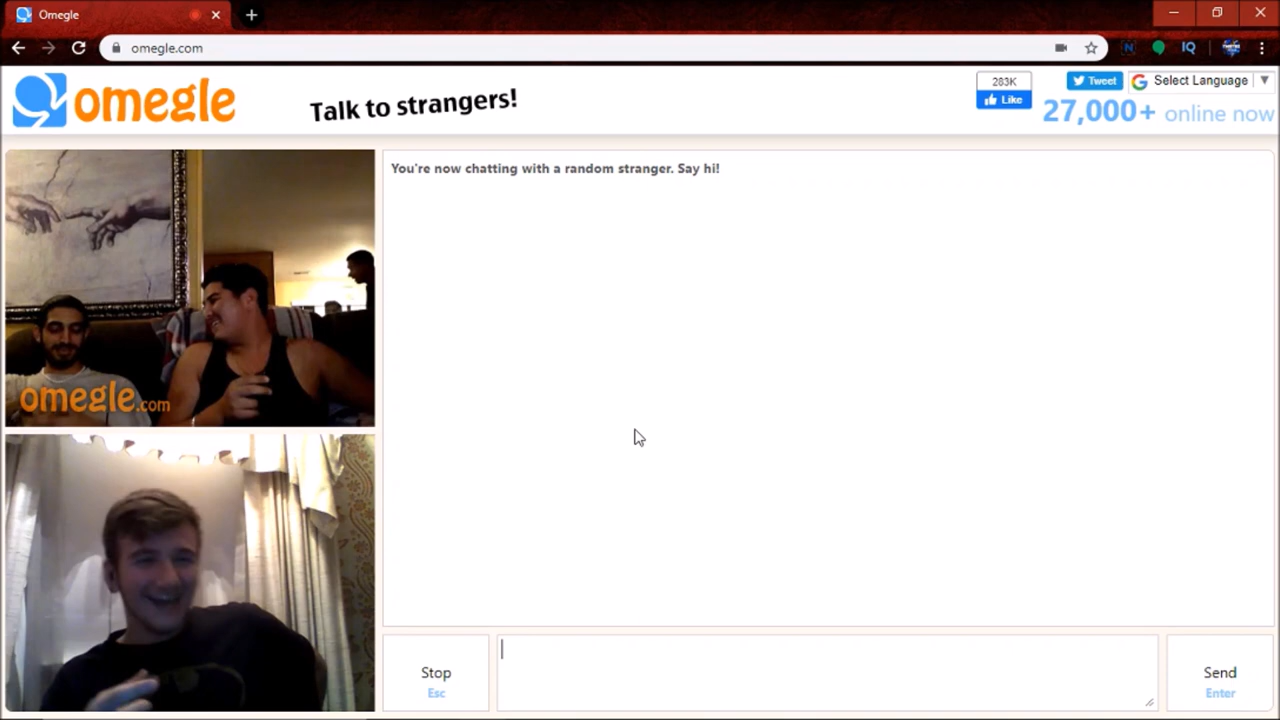 Omegle
omegle.com
omegle
Talk to strangers!
283K
Like
Tweet
Select Language
27,000+ online now
You're now chatting with a random stranger. Say hi!
omegle.com
Stop
Esc
Send
Enter
N
IQ